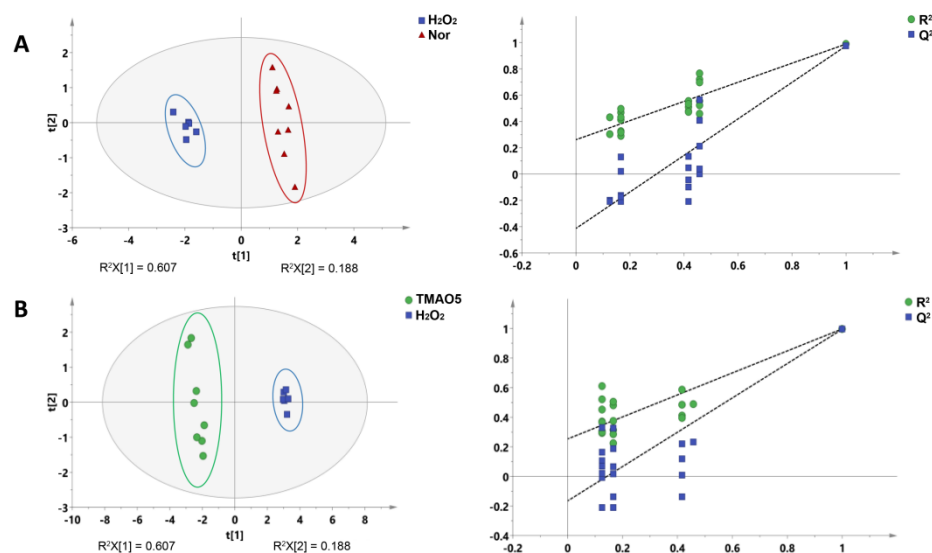 A
H₂O₂
Nor
t[2]
2
1
0
-1
-2
-3
-6 -4 -2 0 2 4
t[1]
R²X[1] = 0.607 R²X[2] = 0.188
R²
Q²
1
0.8
0.6
0.4
0.2
0
-0.2
-0.4
-0.6
-0.2 0 0.2 0.4 0.6 0.8 1
B
TMAO5
H₂O₂
t[2]
2
1
0
-1
-2
-3
-10 -8 -6 -4 -2 0 2 4 6 8
t[1]
R²X[1] = 0.607 R²X[2] = 0.188
R²
Q²
1
0.8
0.6
0.4
0.2
0
-0.2
-0.4
-0.2 0 0.2 0.4 0.6 0.8 1